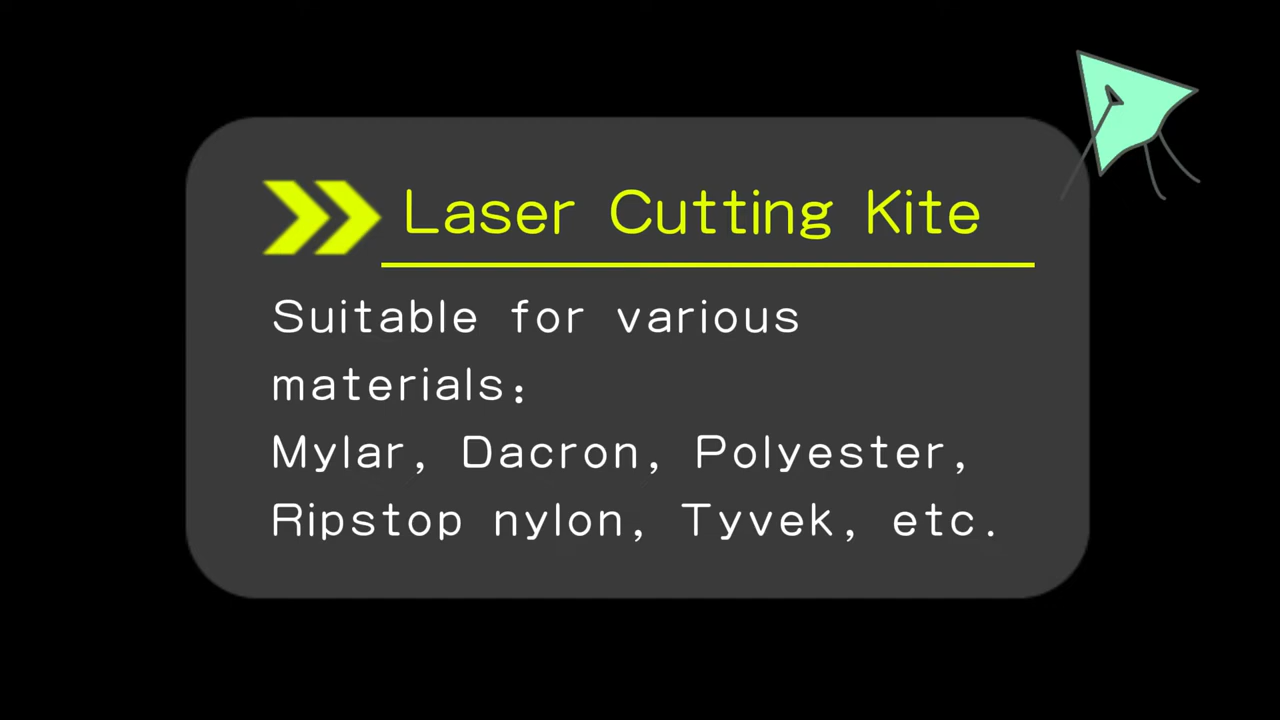 Laser Cutting Kite
Suitable for various
materials:
Mylar, Dacron, Polyester,
Ripstop nylon, Tyvek, etc.